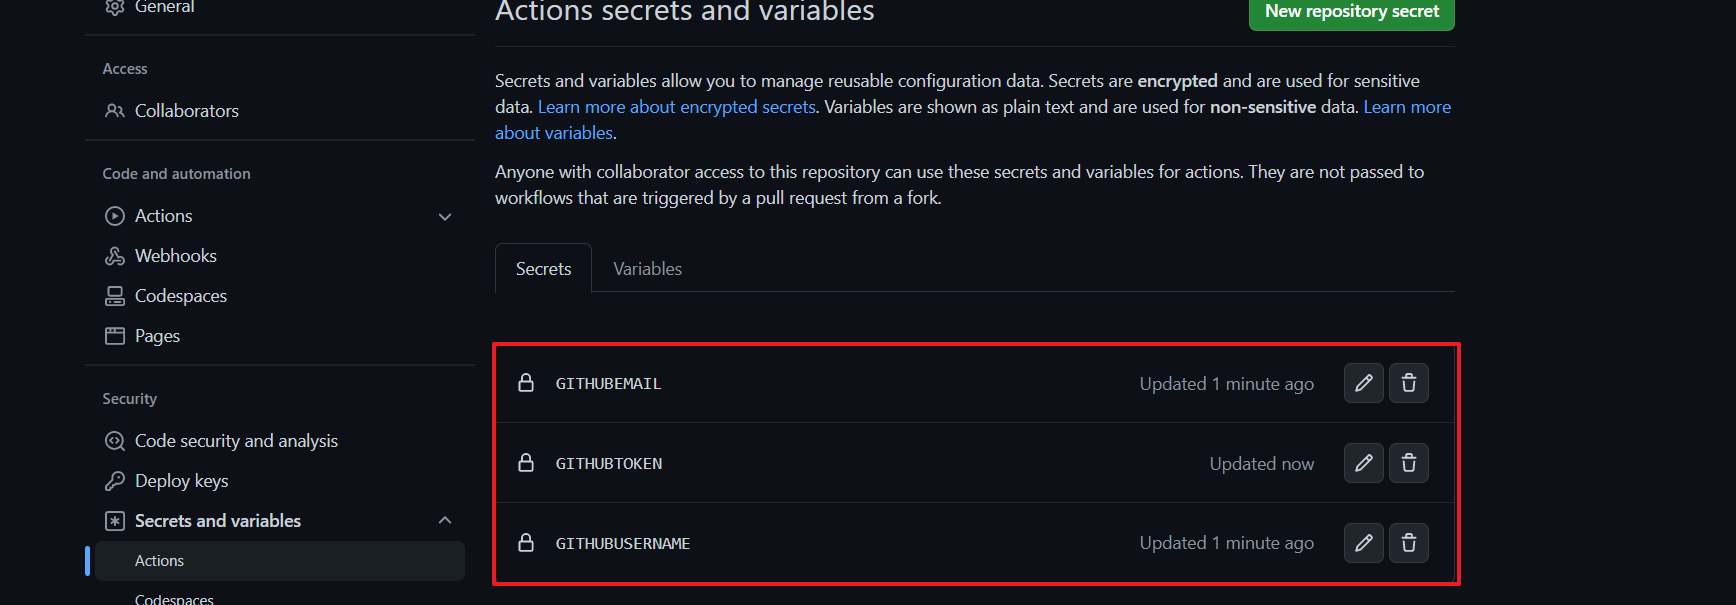 General
Access
Collaborators
Code and automation
Actions
Webhooks
Codespaces
Pages
Security
Code security and analysis
Deploy keys
Secrets and variables
Actions
Codespaces
Actions secrets and variables
New repository secret
Secrets and variables allow you to manage reusable configuration data. Secrets are encrypted and are used for sensitive
data. Learn more about encrypted secrets. Variables are shown as plain text and are used for non-sensitive data. Learn more
about variables.
Anyone with collaborator access to this repository can use these secrets and variables for actions. They are not passed to
workflows that are triggered by a pull request from a fork.
Secrets Variables
GITHUBEMAIL Updated 1 minute ago
GITHUBTOKEN Updated now
GITHUBUSERNAME Updated 1 minute ago